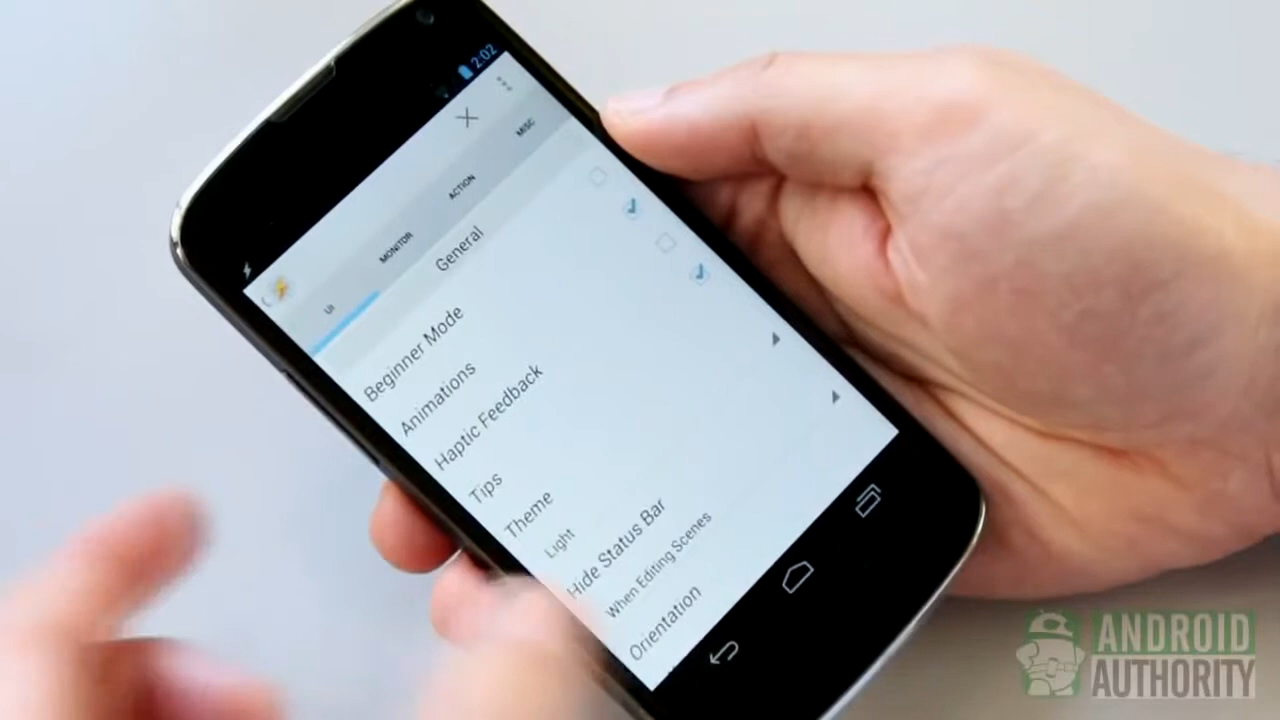 2:02
UI
MONITOR
ACTION
MISC
General
Beginner Mode
Animations
Haptic Feedback
Tips
Theme
Light
Hide Status Bar
When Editing Scenes
Orientation
ANDROID
AUTHORITY